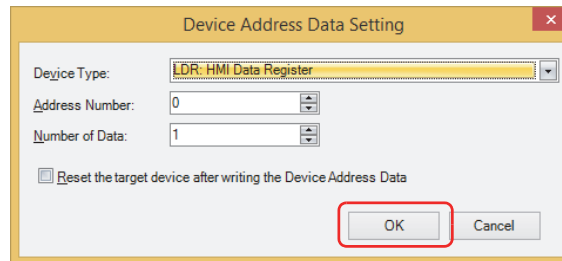 Device Address Data Setting
Device Type:
LDR: HMI Data Register
Address Number:
0
Number of Data:
1
Reset the target device after writing the Device Address Data
OK
Cancel